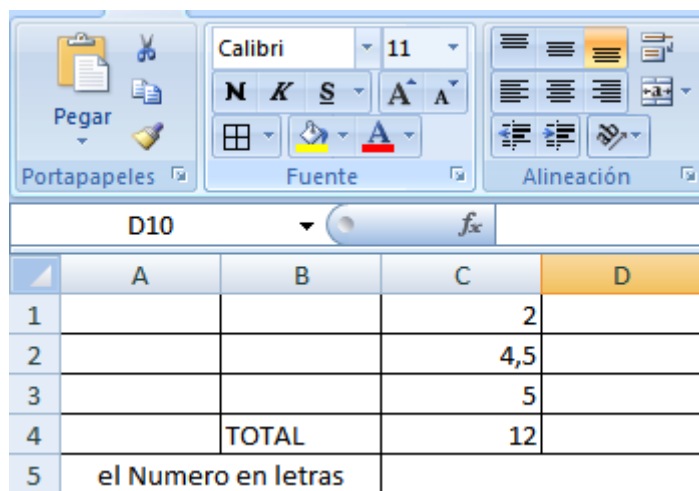 Calibri 11
N K S A A
Pegar A
Portapapeles Fuente Alineación
D10 fx
A B C D
1 2
2 4,5
3 5
4 TOTAL 12
5 el Numero en letras